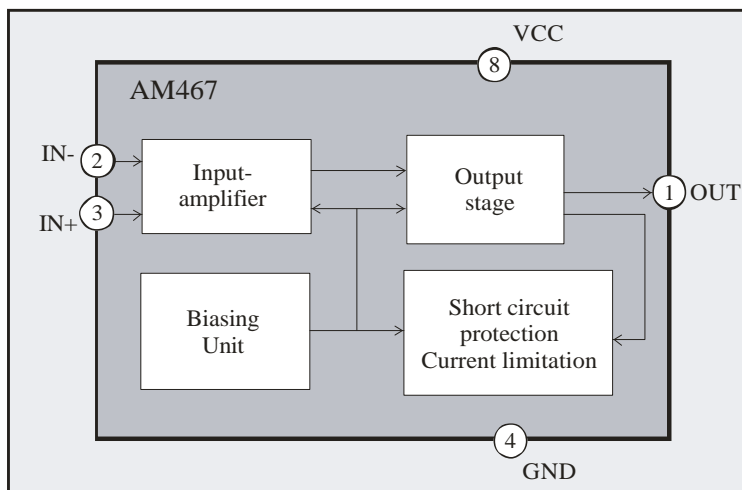 VCC
8
AM467
IN-
2
Input-
amplifier
Output
stage
1
OUT
3
IN+
Biasing
Unit
Short circuit
protection
Current limitation
4
GND